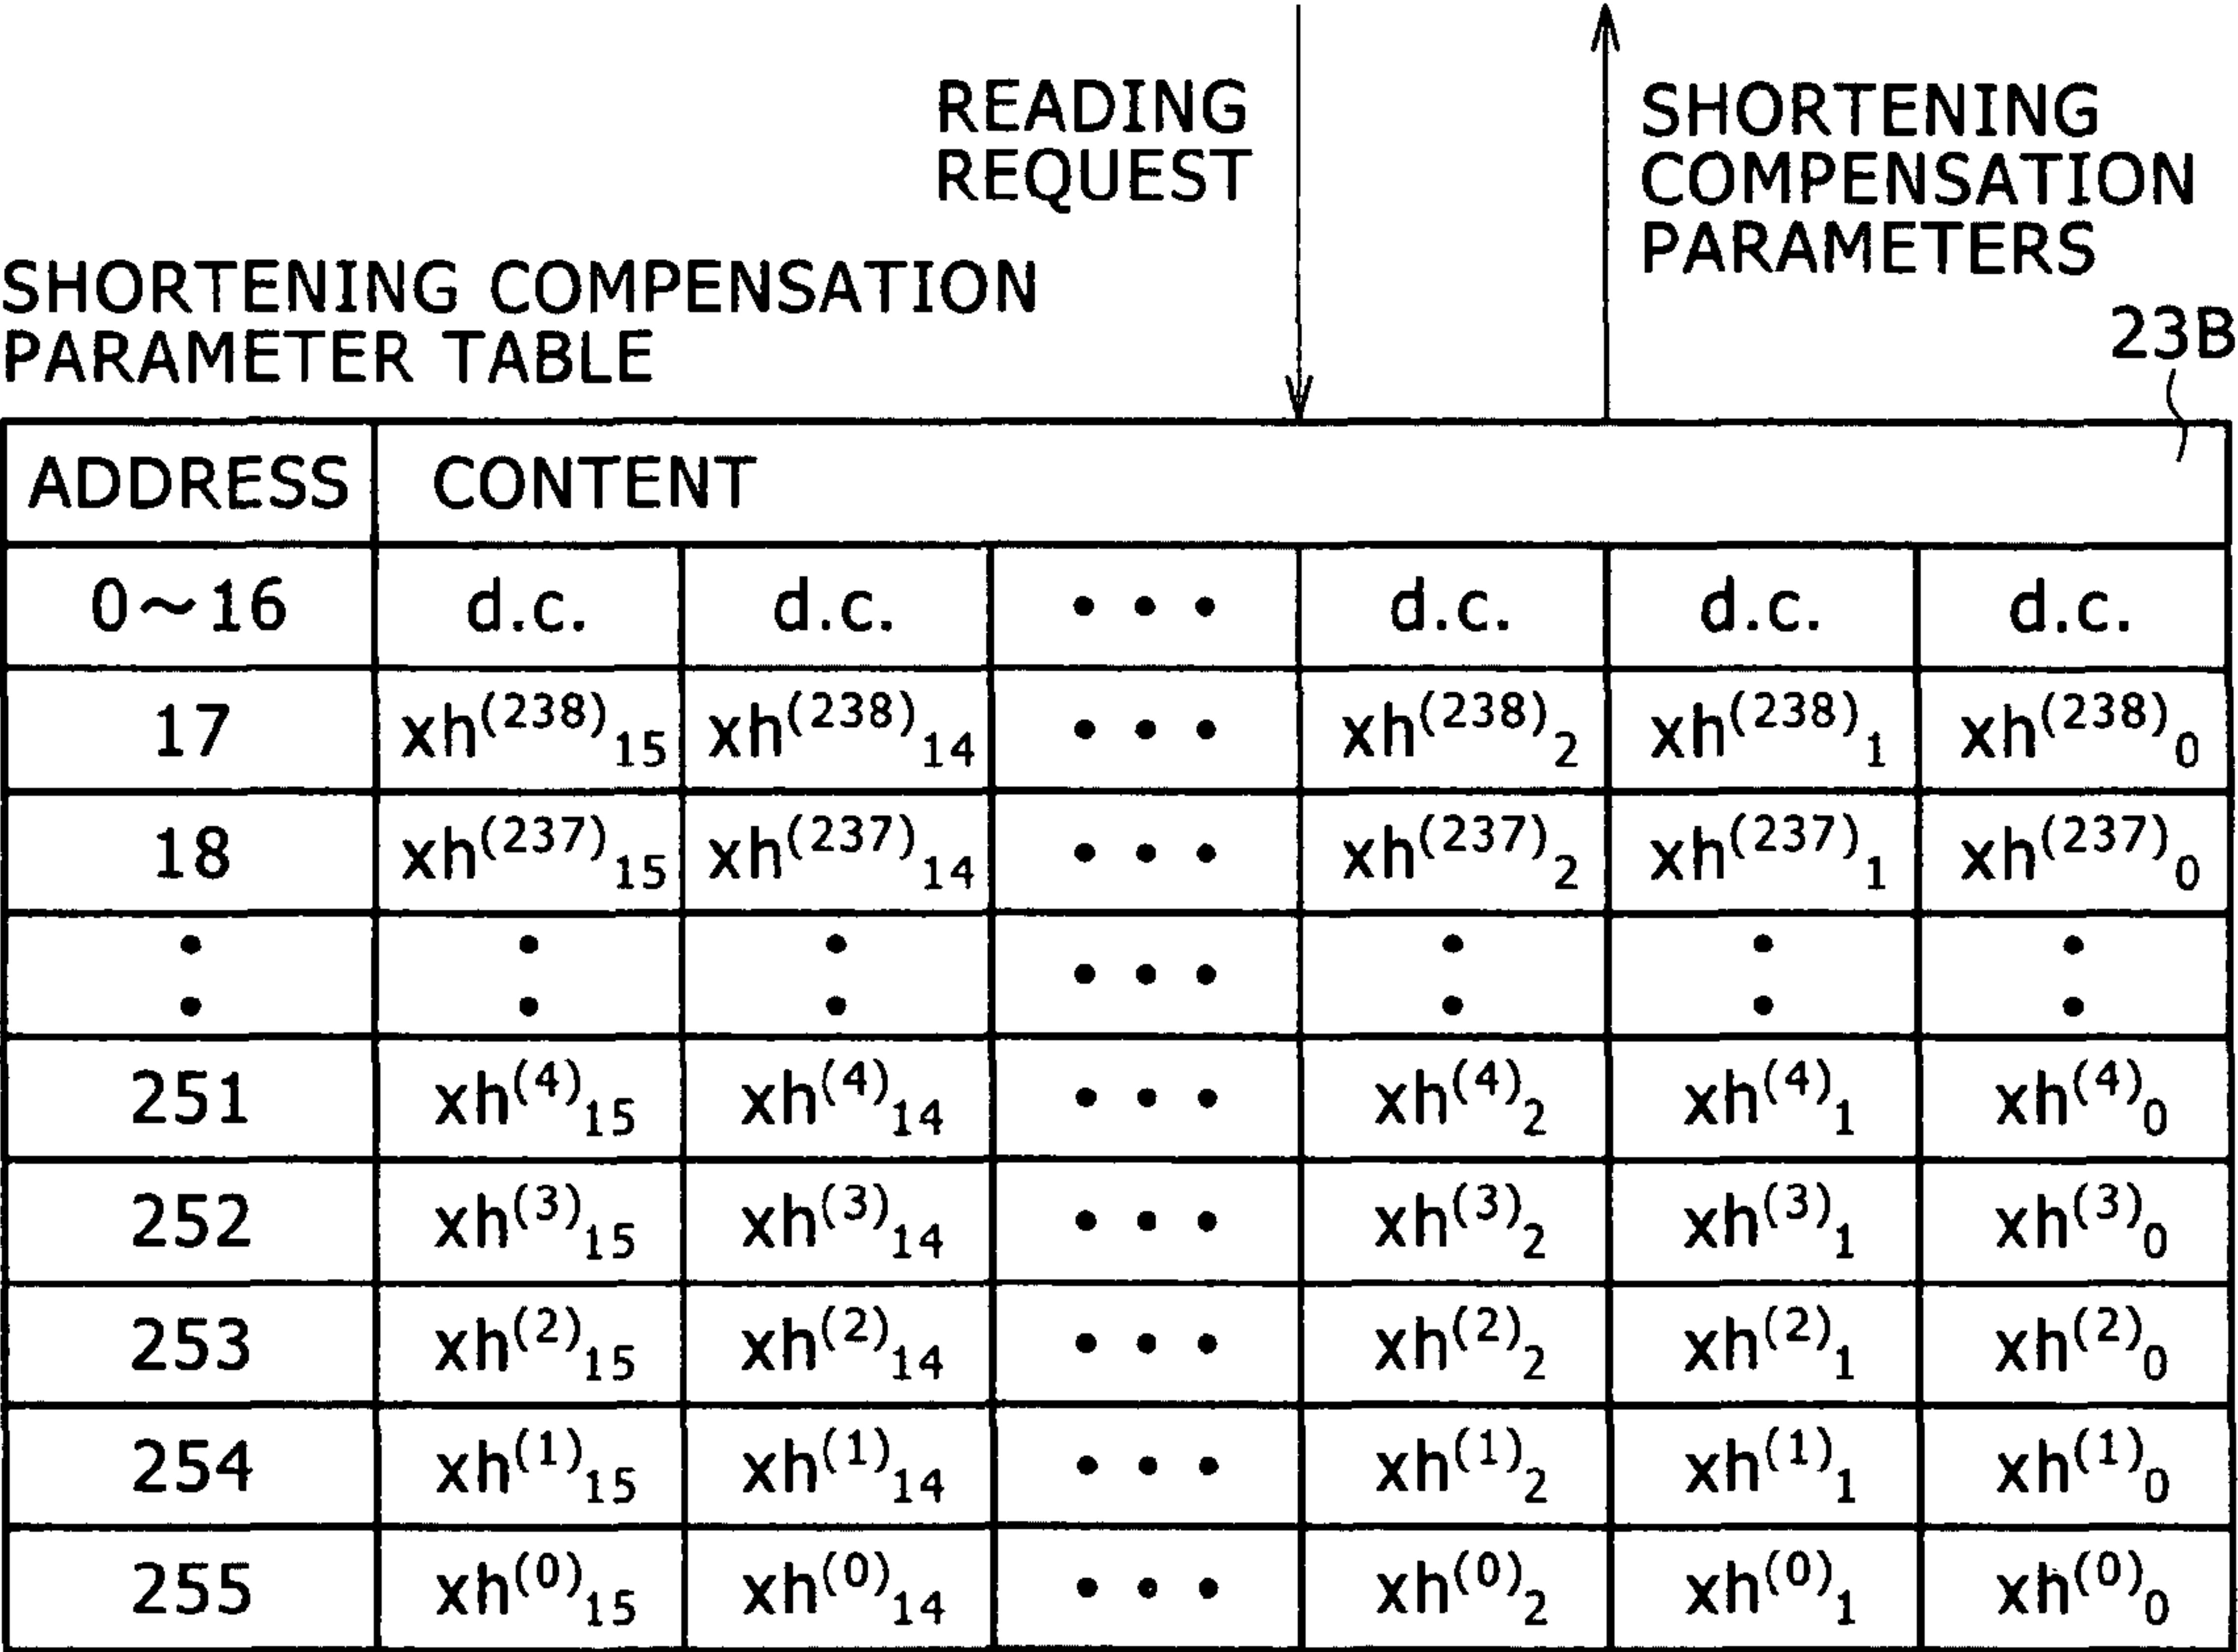 READING
REQUEST
SHORTENING
COMPENSATION
PARAMETERS
SHORTENING COMPENSATION
PARAMETER TABLE
23B
ADDRESS CONTENT
0～16 d.c. d.c. • • • d.c. d.c. d.c.
17 xh⁽²³⁸⁾₁₅ xh⁽²³⁸⁾₁₄ • • • xh⁽²³⁸⁾₂ xh⁽²³⁸⁾₁ xh⁽²³⁸⁾₀
18 xh⁽²³⁷⁾₁₅ xh⁽²³⁷⁾₁₄ • • • xh⁽²³⁷⁾₂ xh⁽²³⁷⁾₁ xh⁽²³⁷⁾₀
251 xh⁽⁴⁾₁₅ xh⁽⁴⁾₁₄ • • • xh⁽⁴⁾₂ xh⁽⁴⁾₁ xh⁽⁴⁾₀
252 xh⁽³⁾₁₅ xh⁽³⁾₁₄ • • • xh⁽³⁾₂ xh⁽³⁾₁ xh⁽³⁾₀
253 xh⁽²⁾₁₅ xh⁽²⁾₁₄ • • • xh⁽²⁾₂ xh⁽²⁾₁ xh⁽²⁾₀
254 xh⁽¹⁾₁₅ xh⁽¹⁾₁₄ • • • xh⁽¹⁾₂ xh⁽¹⁾₁ xh⁽¹⁾₀
255 xh⁽⁰⁾₁₅ xh⁽⁰⁾₁₄ • • • xh⁽⁰⁾₂ xh⁽⁰⁾₁ xh⁽⁰⁾₀